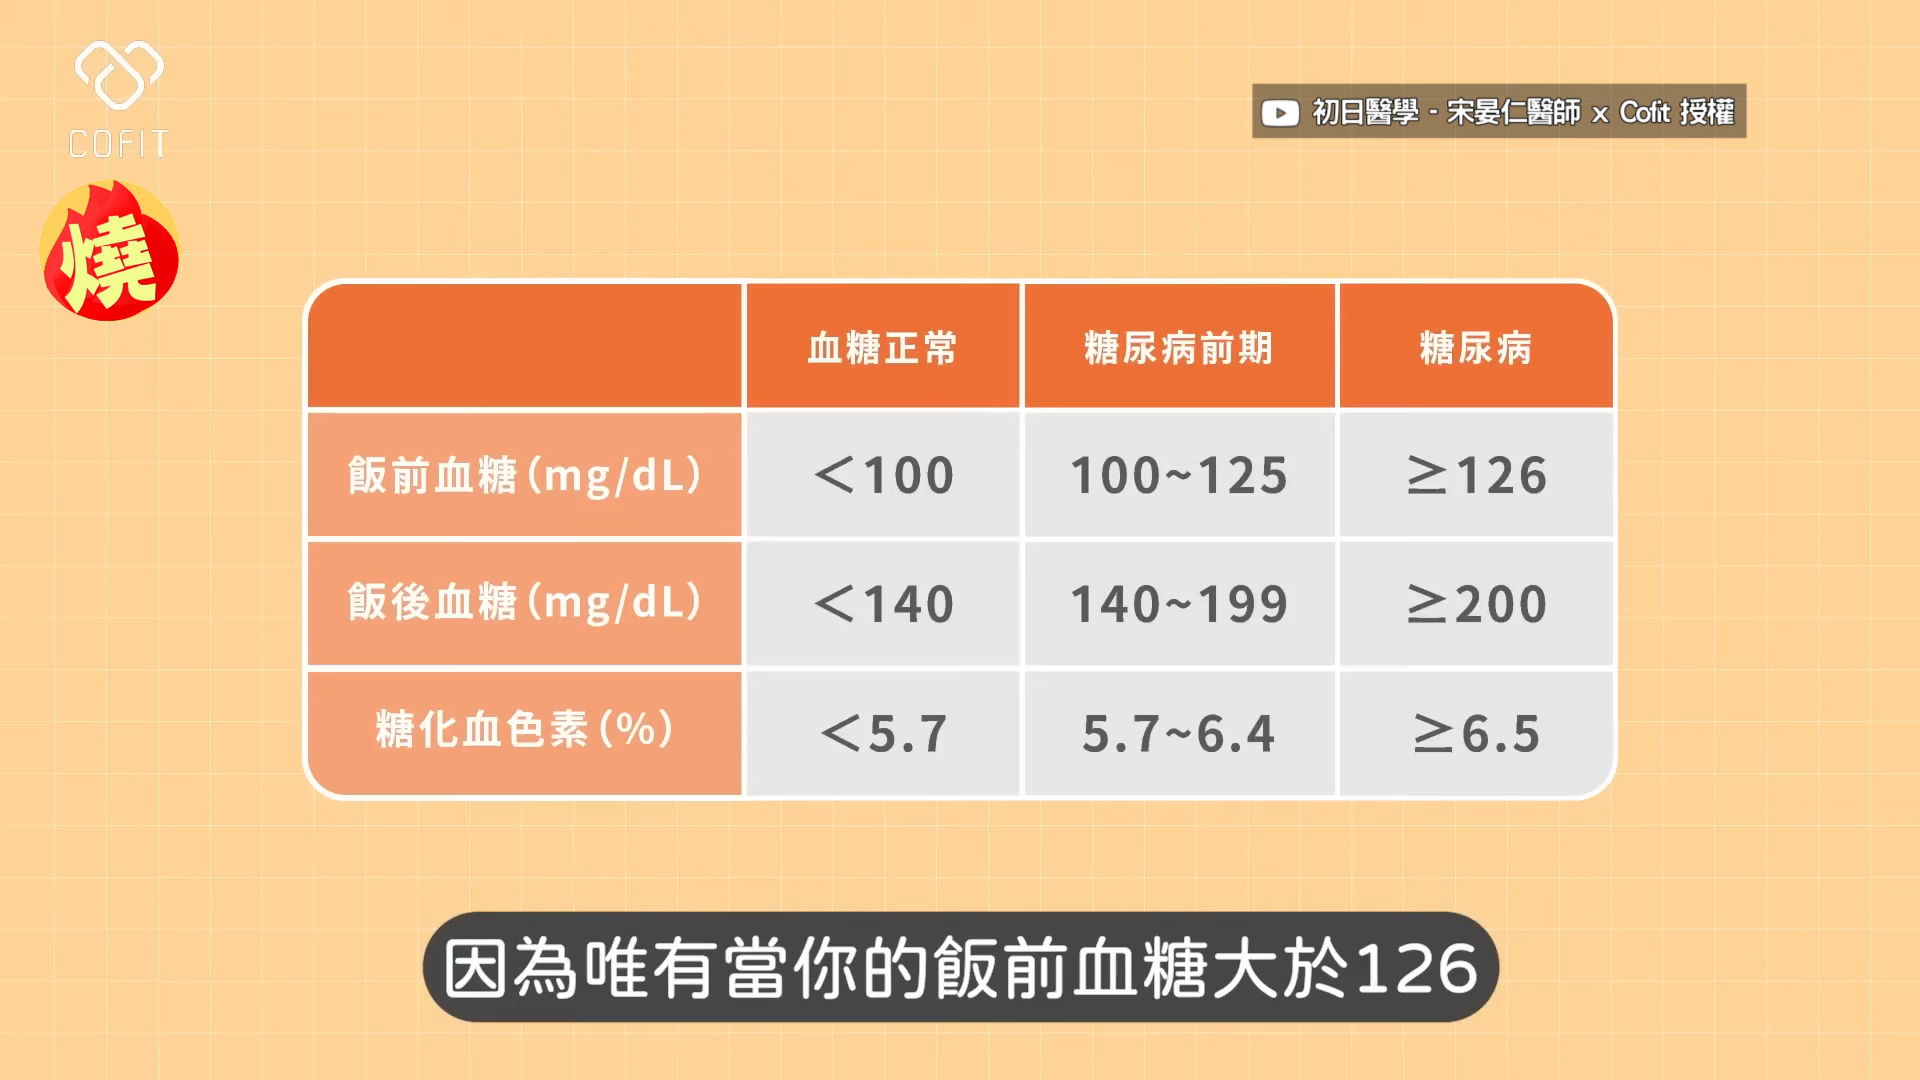 COFIT
初日醫學 - 宋晏仁醫師 x Cofit 授權
燒
血糖正常 糖尿病前期 糖尿病
飯前血糖(mg/dL) <100 100~125 ≥126
飯後血糖(mg/dL) <140 140~199 ≥200
糖化血色素(%) <5.7 5.7~6.4 ≥6.5
因為唯有當你的飯前血糖大於126